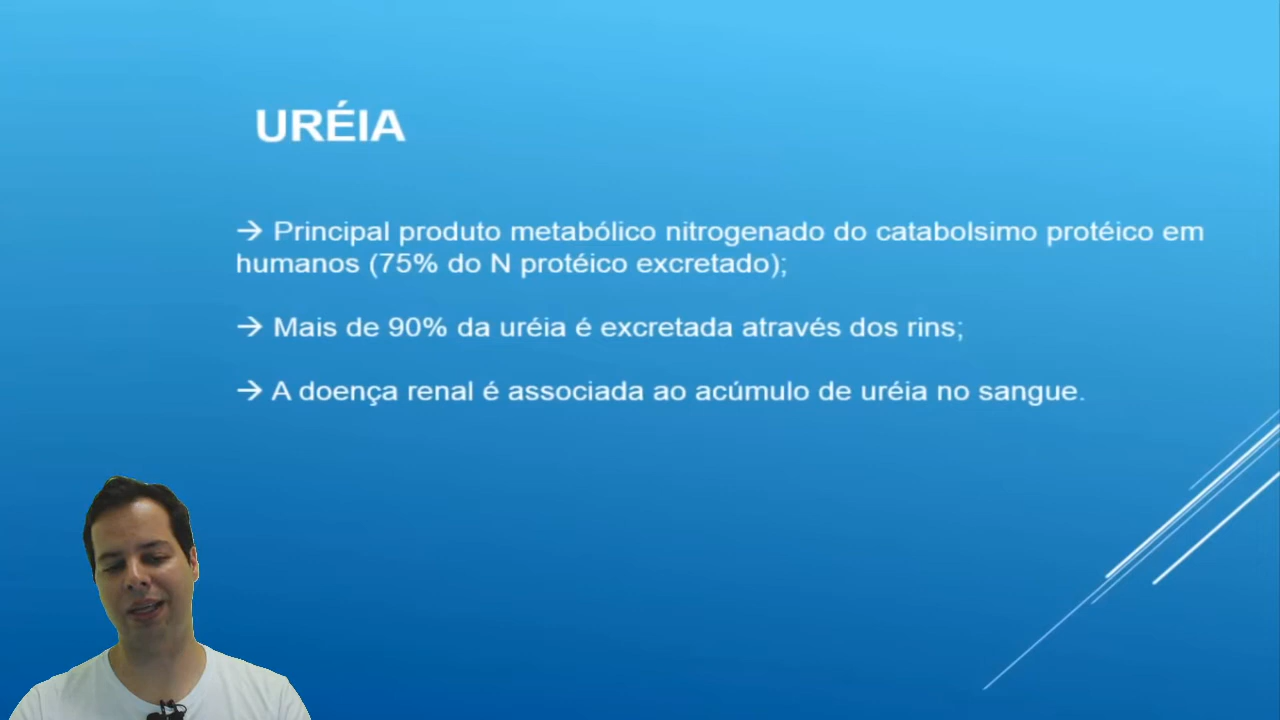 URÉIA
→ Principal produto metabólico nitrogenado do catabolsimo protéico em
humanos (75% do N protéico excretado);
→ Mais de 90% da uréia é excretada através dos rins;
→ A doença renal é associada ao acúmulo de uréia no sangue.